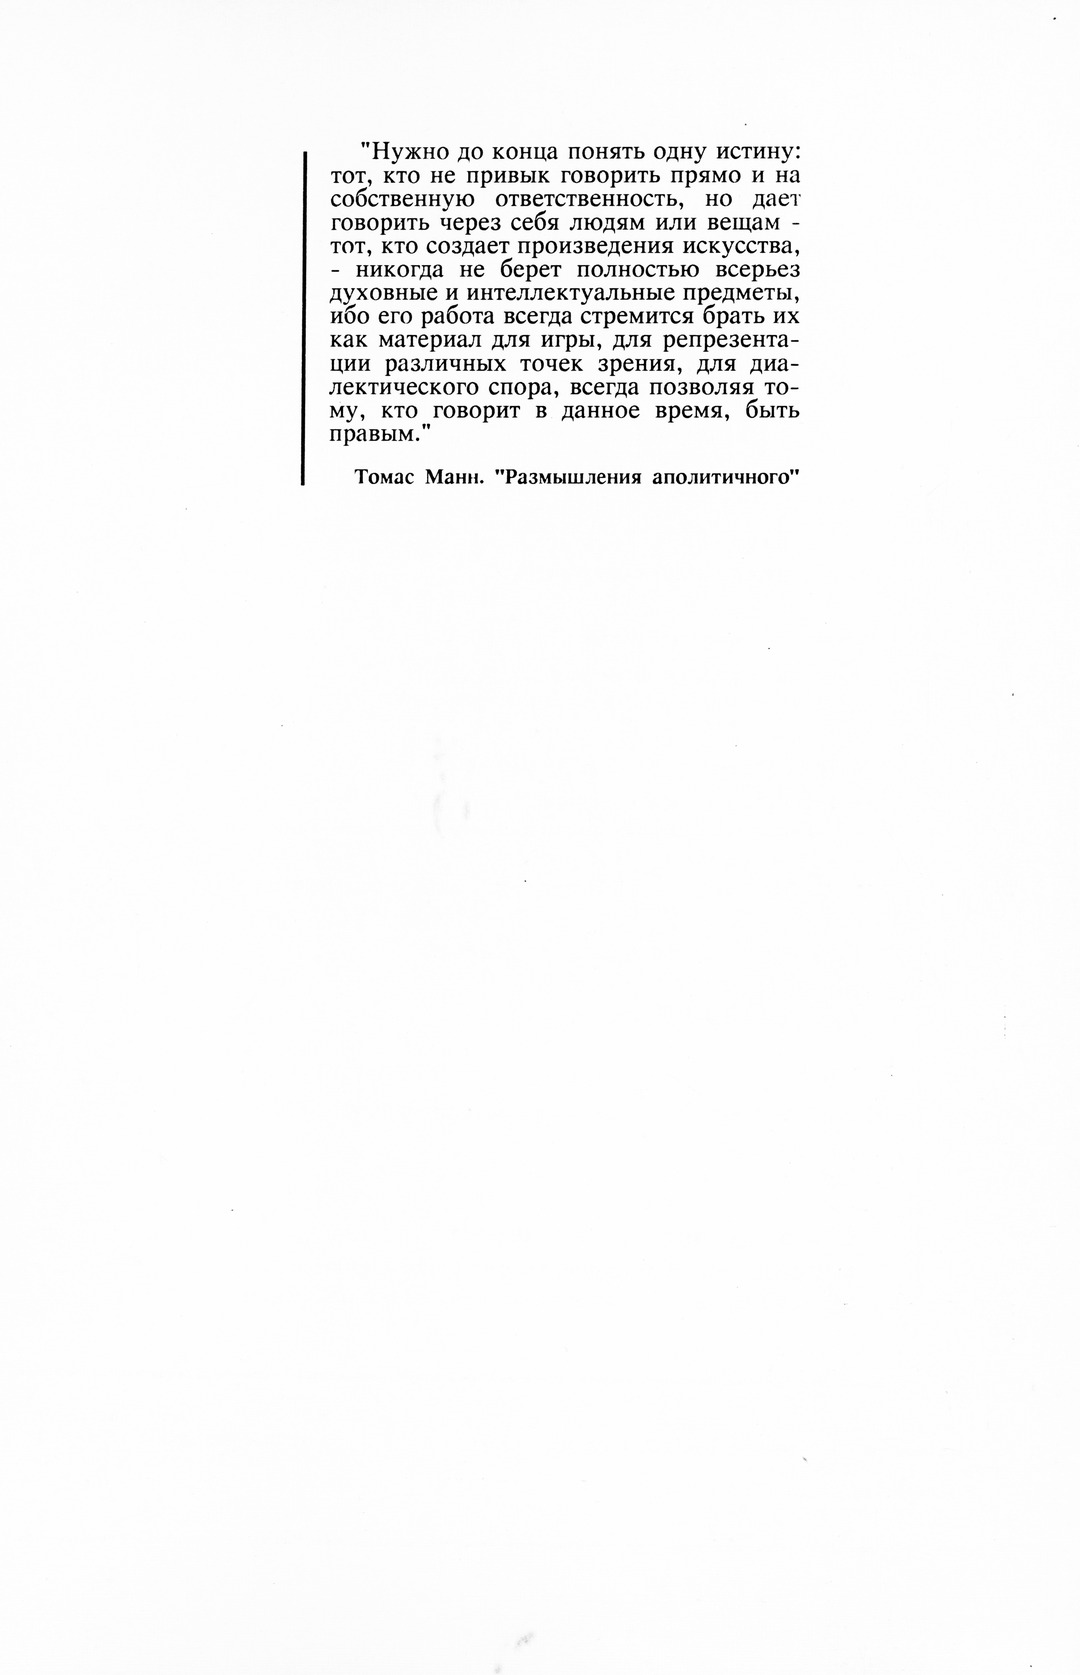 "Нужно до конца понять одну истину:
тот, кто не привык говорить прямо и на
собственную ответственность, но дает
говорить через себя людям или вещам -
тот, кто создает произведения искусства,
- никогда не берет полностью всерьез
духовные и интеллектуальные предметы,
ибо его работа всегда стремится брать их
как материал для игры, для репрезента-
ции различных точек зрения, для диа-
лектического спора, всегда позволяя то-
му, кто говорит в данное время, быть
правым."
Томас Манн. "Размышления аполитичного"